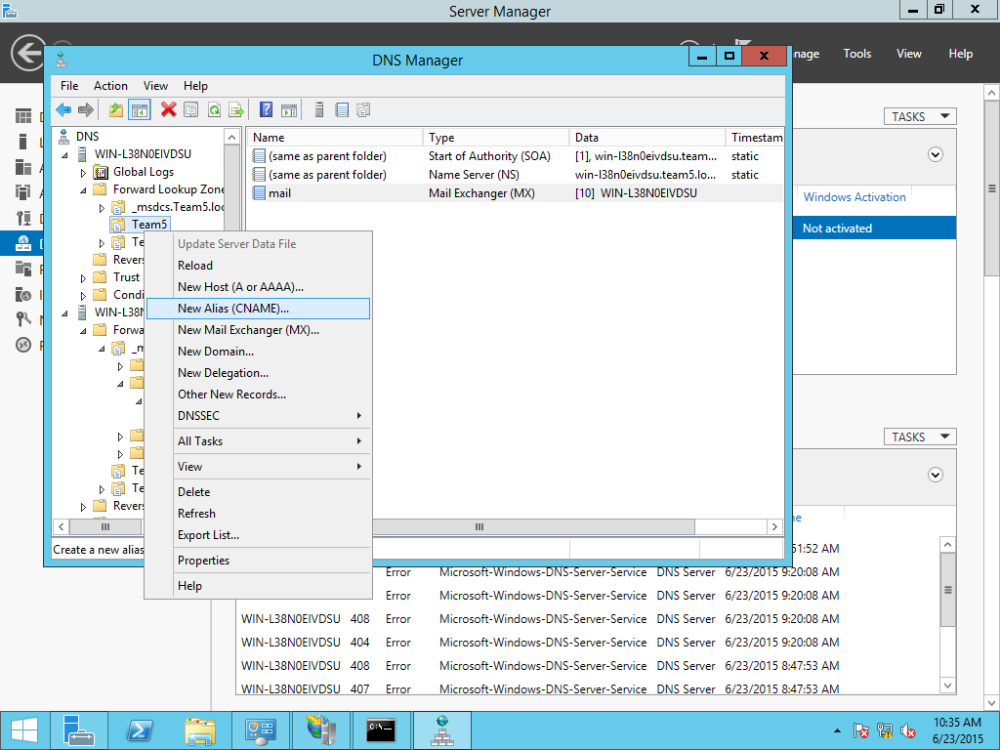 Server Manager
nage Tools View Help
DNS Manager
File Action View Help
DNS
WIN-L38N0EIVDSU
Global Logs
Forward Lookup Zone
_msdcs.Team5.loc
Team5
Te
Revers
Trust
Condi
WIN-L38N
Forwa
_m
Te
Te
Revers
Name Type Data Timestam
(same as parent folder) Start of Authority (SOA) [1], win-l38n0eivdsu.team... static
(same as parent folder) Name Server (NS) win-l38n0eivdsu.team5.lo... static
mail Mail Exchanger (MX) [10] WIN-L38N0EIVDSU
Update Server Data File
Reload
New Host (A or AAAA)...
New Alias (CNAME)...
New Mail Exchanger (MX)...
New Domain...
New Delegation...
Other New Records...
DNSSEC
All Tasks
View
Delete
Refresh
Export List...
Properties
Help
Create a new alias
TASKS
Windows Activation
Not activated
TASKS
ne
51:52 AM
Error Microsoft-Windows-DNS-Server-Service DNS Server 6/23/2015 9:20:08 AM
Error Microsoft-Windows-DNS-Server-Service DNS Server 6/23/2015 9:20:08 AM
WIN-L38N0EIVDSU 408 Error Microsoft-Windows-DNS-Server-Service DNS Server 6/23/2015 9:20:08 AM
WIN-L38N0EIVDSU 404 Error Microsoft-Windows-DNS-Server-Service DNS Server 6/23/2015 9:20:08 AM
WIN-L38N0EIVDSU 408 Error Microsoft-Windows-DNS-Server-Service DNS Server 6/23/2015 8:47:53 AM
WIN-L38N0EIVDSU 407 Error Microsoft-Windows-DNS-Server-Service DNS Server 6/23/2015 8:47:53 AM
C:\_
10:35 AM
6/23/2015